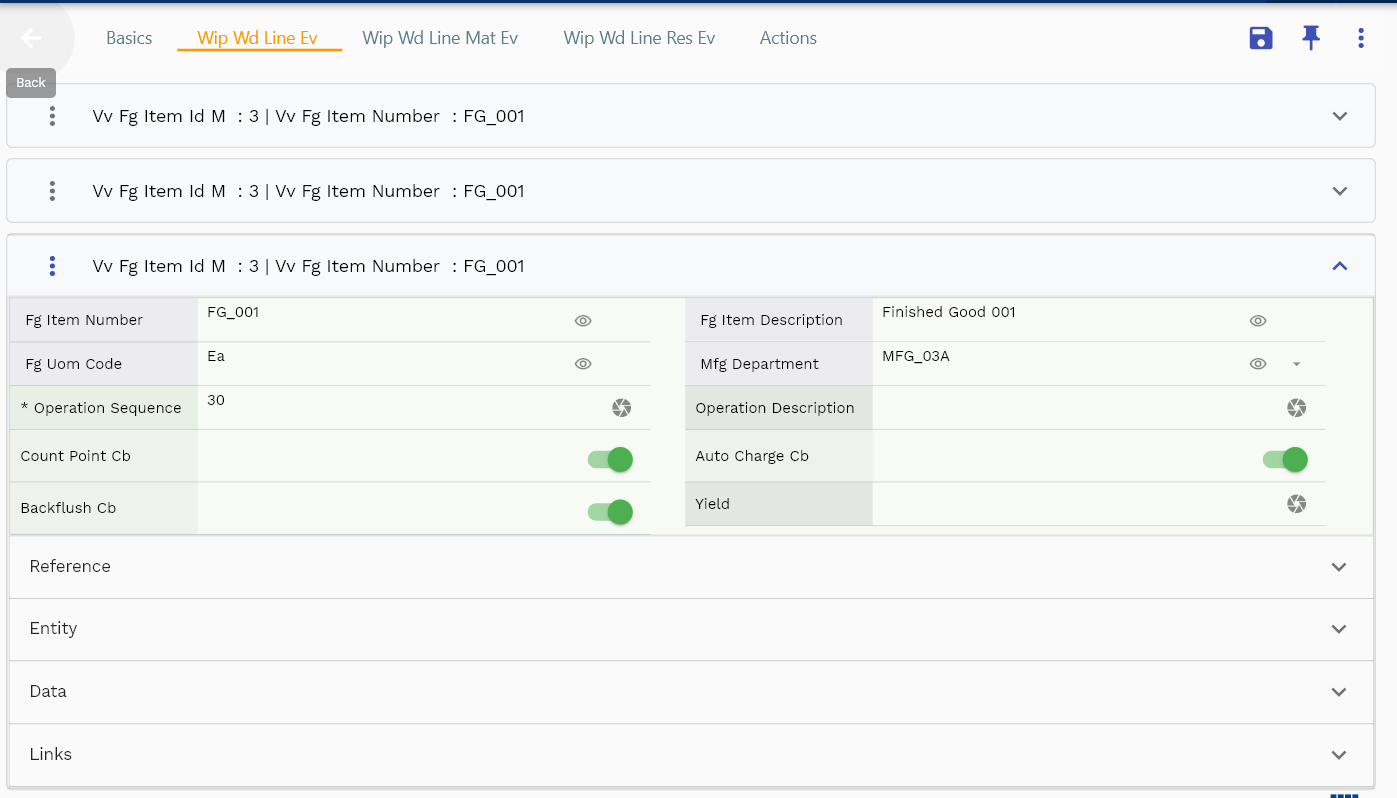 Basics Wip Wd Line Ev Wip Wd Line Mat Ev Wip Wd Line Res Ev Actions
Back
Vv Fg Item Id M : 3 | Vv Fg Item Number : FG_001
Vv Fg Item Id M : 3 | Vv Fg Item Number : FG_001
Vv Fg Item Id M : 3 | Vv Fg Item Number : FG_001
Fg Item Number FG_001 Fg Item Description Finished Good 001
Fg Uom Code Ea Mfg Department MFG_03A
* Operation Sequence 30 Operation Description
Count Point Cb Auto Charge Cb
Backflush Cb Yield
Reference
Entity
Data
Links